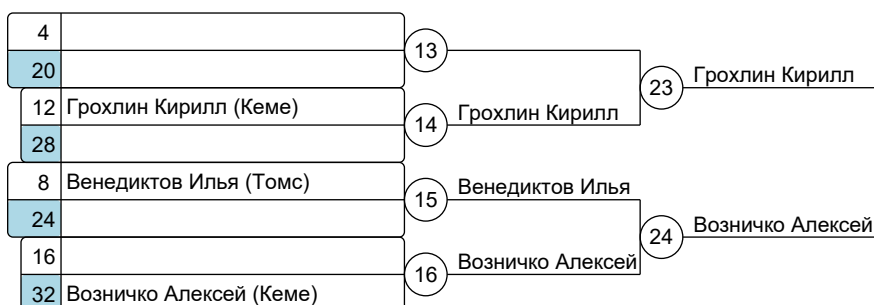 4
13
20
23 Грохлин Кирилл
12 Грохлин Кирилл (Кеме)
14 Грохлин Кирилл
28
8 Венедиктов Илья (Томс)
15 Венедиктов Илья
24
24 Возничко Алексей
16
16 Возничко Алексей
32 Возничко Алексей (Кеме)